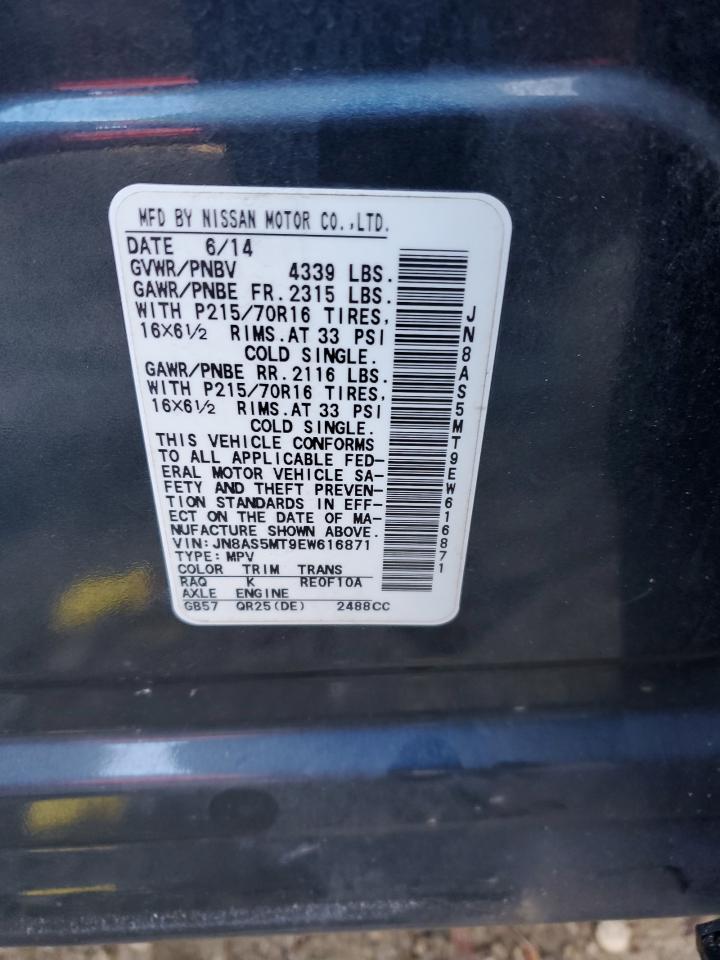 MFD BY NISSAN MOTOR CO.,LTD.
DATE 6/14
GVWR/PNBV 4339 LBS.
GAWR/PNBE FR.2315 LBS.
WITH P215/70R16 TIRES,
16X6½ RIMS.AT 33 PSI
COLD SINGLE.
GAWR/PNBE RR.2116 LBS.
WITH P215/70R16 TIRES,
16X6½ RIMS.AT 33 PSI
COLD SINGLE.
THIS VEHICLE CONFORMS
TO ALL APPLICABLE FED-
ERAL MOTOR VEHICLE SA-
FETY AND THEFT PREVEN-
TION STANDARDS IN EFF-
ECT ON THE DATE OF MA-
NUFACTURE SHOWN ABOVE.
VIN:JN8AS5MT9EW616871
TYPE:MPV
COLOR TRIM TRANS
RAQ K RE0F10A
AXLE ENGINE
GB57 QR25(DE) 2488CC
JN8AS5MT9EW616871